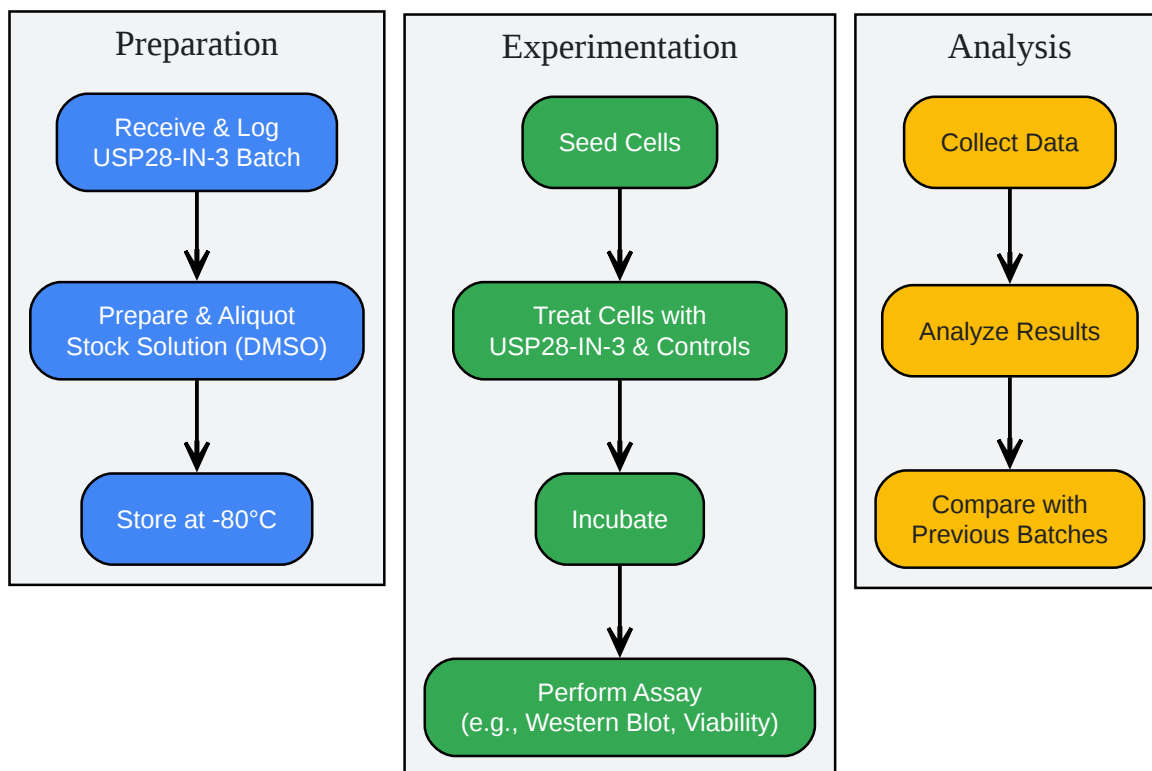 Preparation
Receive & Log
USP28-IN-3 Batch
Prepare & Aliquot
Stock Solution (DMSO)
Store at -80°C
Experimentation
Seed Cells
Treat Cells with
USP28-IN-3 & Controls
Incubate
Perform Assay
(e.g., Western Blot, Viability)
Analysis
Collect Data
Analyze Results
Compare with
Previous Batches